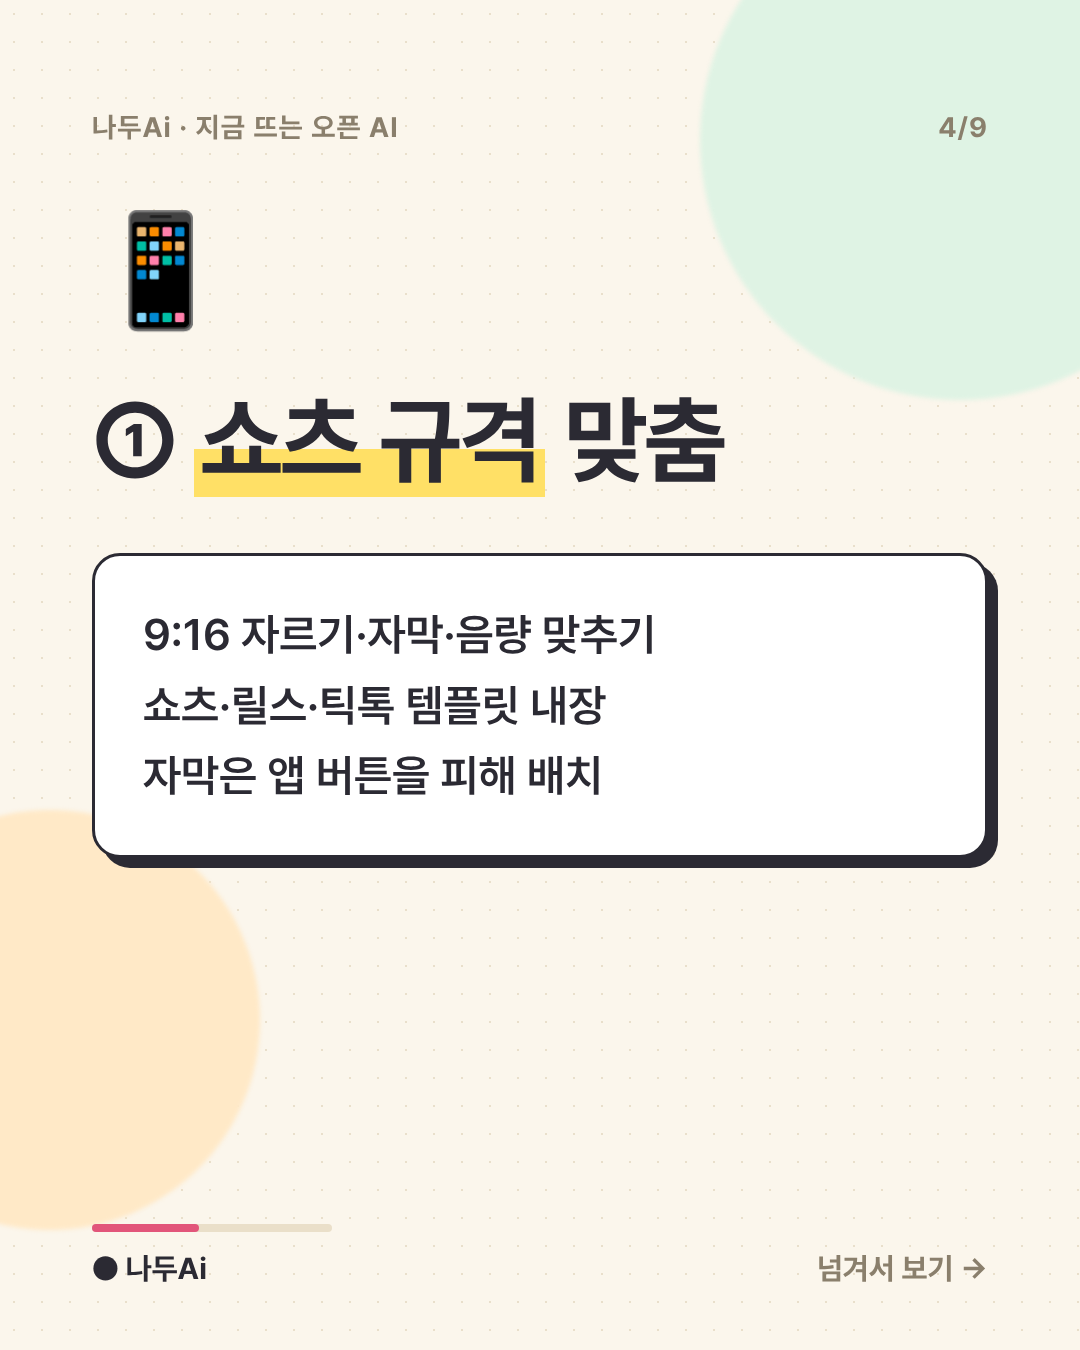 나두Ai · 지금 뜨는 오픈 AI
4/9
① 쇼츠 규격 맞춤
9:16 자르기·자막·음량 맞추기
쇼츠·릴스·틱톡 템플릿 내장
자막은 앱 버튼을 피해 배치
● 나두Ai
넘겨서 보기 →